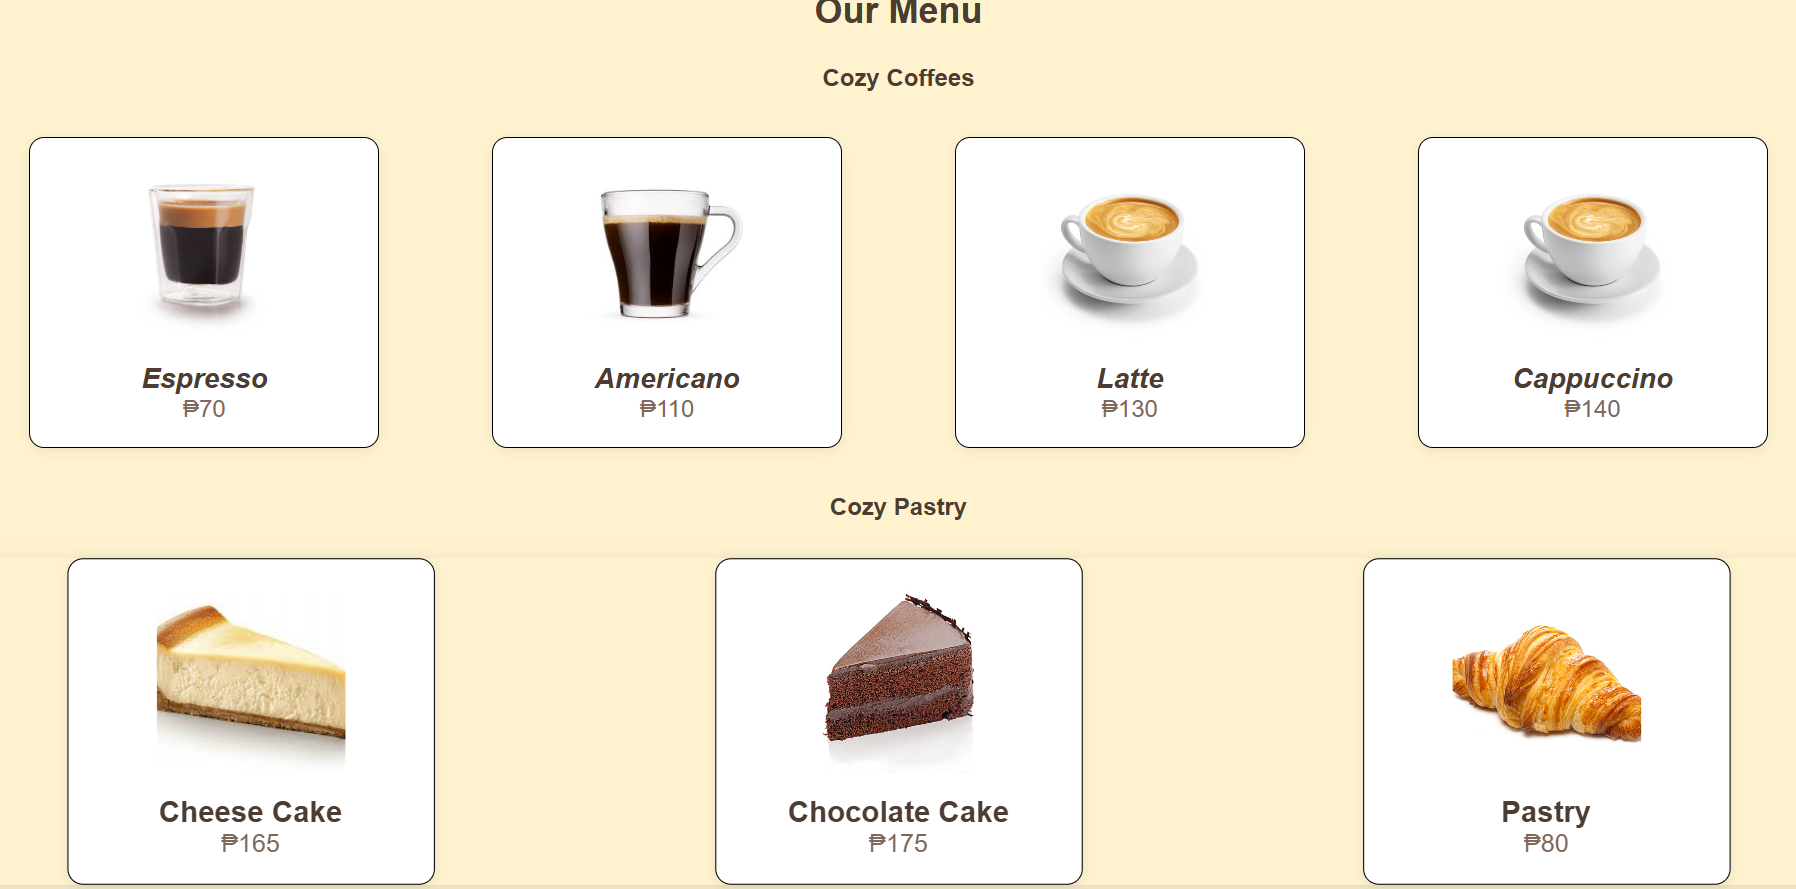 Our Menu
Cozy Coffees
Espresso
₱70
Americano
₱110
Latte
₱130
Cappuccino
₱140
Cozy Pastry
Cheese Cake
₱165
Chocolate Cake
₱175
Pastry
₱80